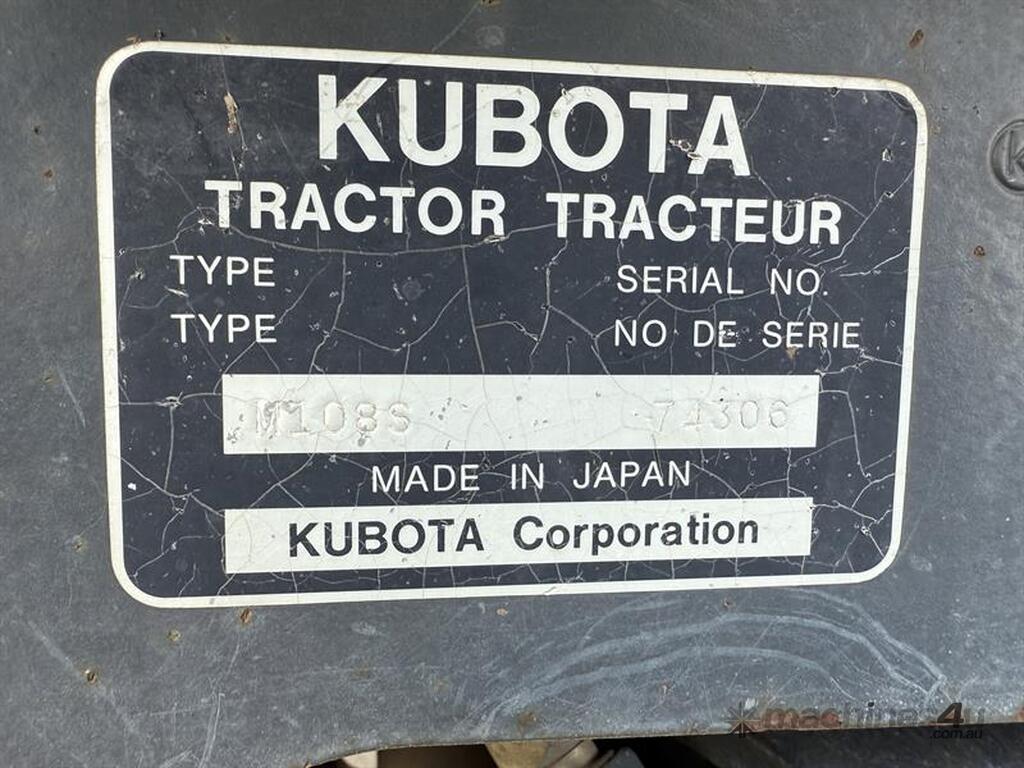 KUBOTA
TRACTOR TRACTEUR
TYPE SERIAL NO.
TYPE NO DE SERIE
M108S 71306
MADE IN JAPAN
KUBOTA Corporation
machines4u
.com.au